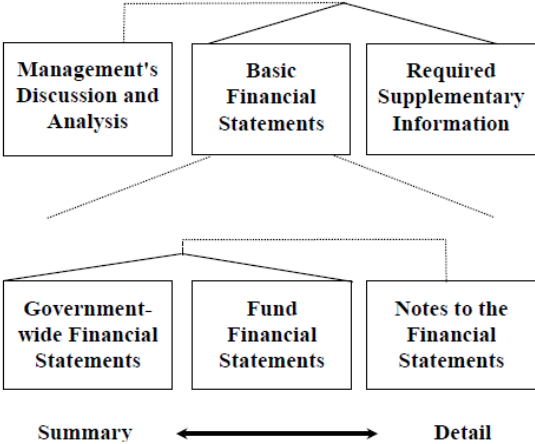 Management's
Discussion and
Analysis
Basic
Financial
Statements
Required
Supplementary
Information
Government-
wide Financial
Statements
Fund
Financial
Statements
Notes to the
Financial
Statements
Summary
Detail